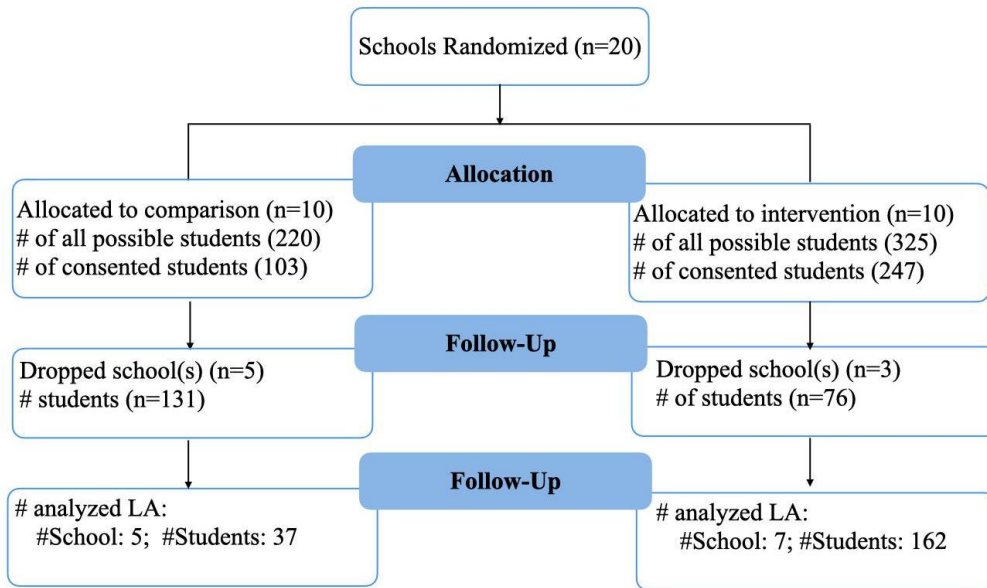 Schools Randomized (n=20)
Allocation
Allocated to comparison (n=10)
# of all possible students (220)
# of consented students (103)
Allocated to intervention (n=10)
# of all possible students (325)
# of consented students (247)
Follow-Up
Dropped school(s) (n=5)
# students (n=131)
Dropped school(s) (n=3)
# of students (n=76)
Follow-Up
# analyzed LA:
#School: 5; #Students: 37
# analyzed LA:
#School: 7; #Students: 162